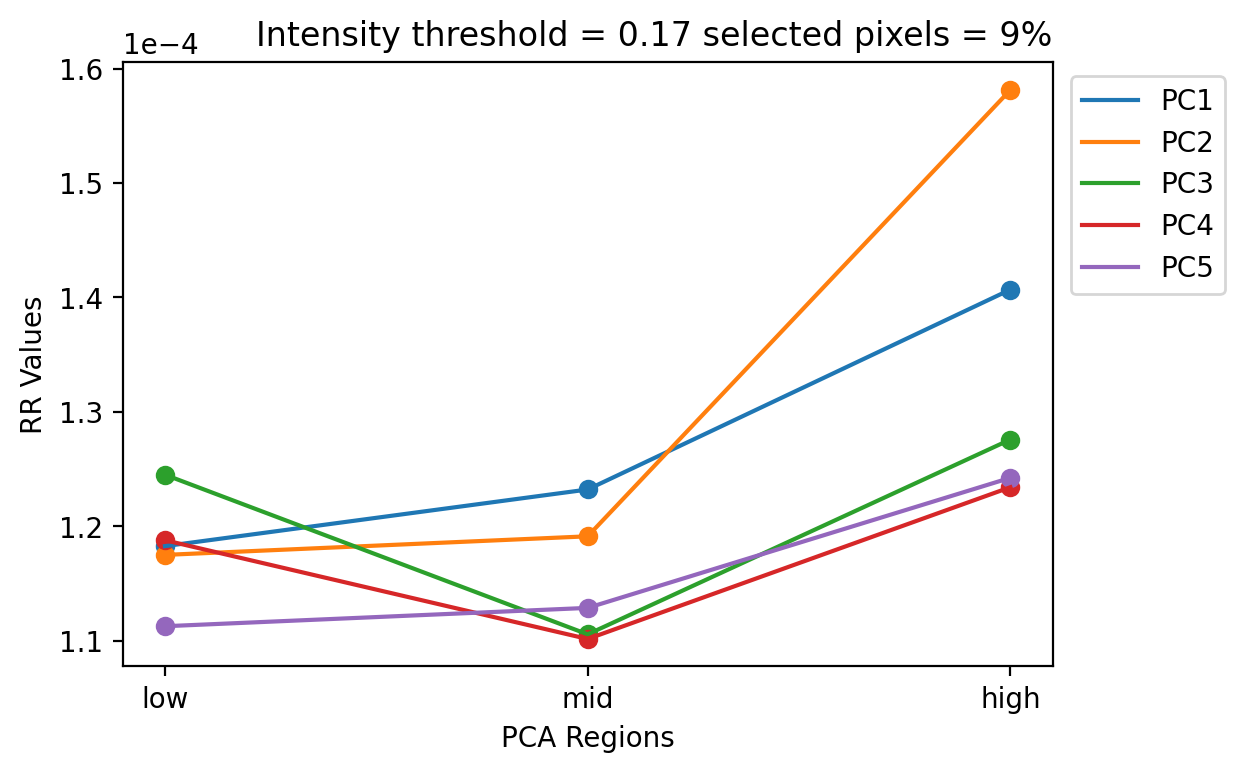 Intensity threshold = 0.17 selected pixels = 9%
1e−4
1.6
1.5
1.4
1.3
1.2
1.1
RR Values
low mid high
PCA Regions
PC1
PC2
PC3
PC4
PC5